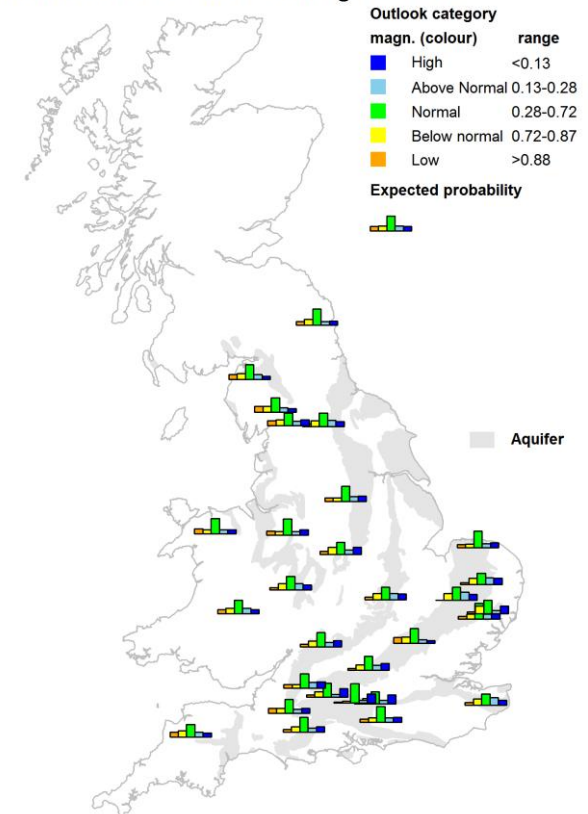 Outlook category
magn. (colour) range
High <0.13
Above Normal 0.13-0.28
Normal 0.28-0.72
Below normal 0.72-0.87
Low >0.88
Expected probability
Aquifer